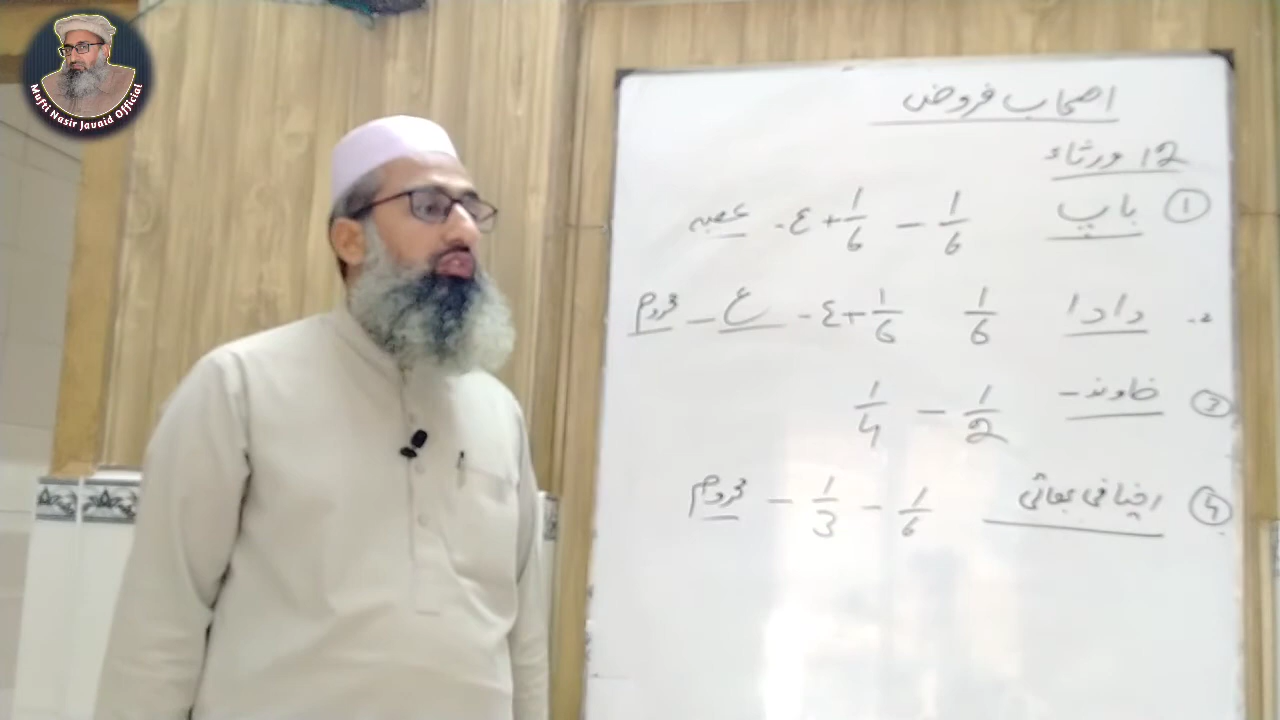 Mufti Nasir Javaid Official
اصحاب فروض
12 ورثاء
① باپ 1/6 – 1/6 + ع - عصبہ
2- دادا 1/6 1/6 + ع - ع – محروم
③ خاوند – 1/2 – 1/4
④ اخیافی بھائی 1/6 – 1/3 – محروم